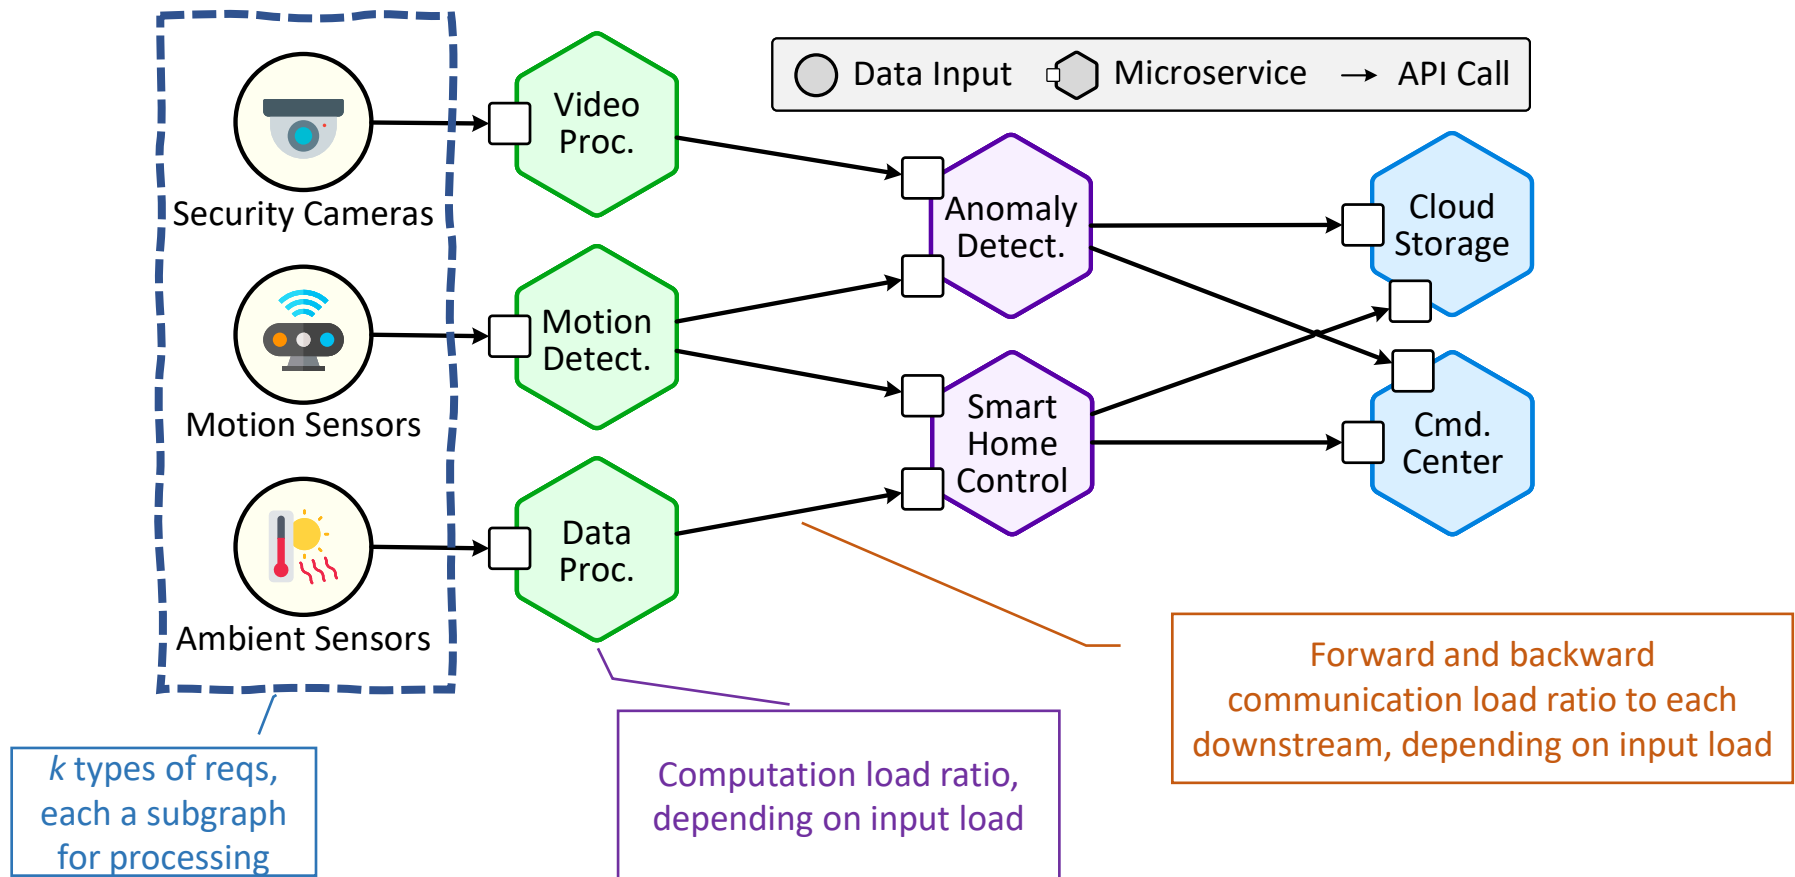 Data Input
Microservice
API Call
Security Cameras
Motion Sensors
Ambient Sensors
Video
Proc.
Motion
Detect.
Data
Proc.
Anomaly
Detect.
Smart
Home
Control
Cloud
Storage
Cmd.
Center
k types of reqs,
each a subgraph
for processing
Computation load ratio,
depending on input load
Forward and backward
communication load ratio to each
downstream, depending on input load